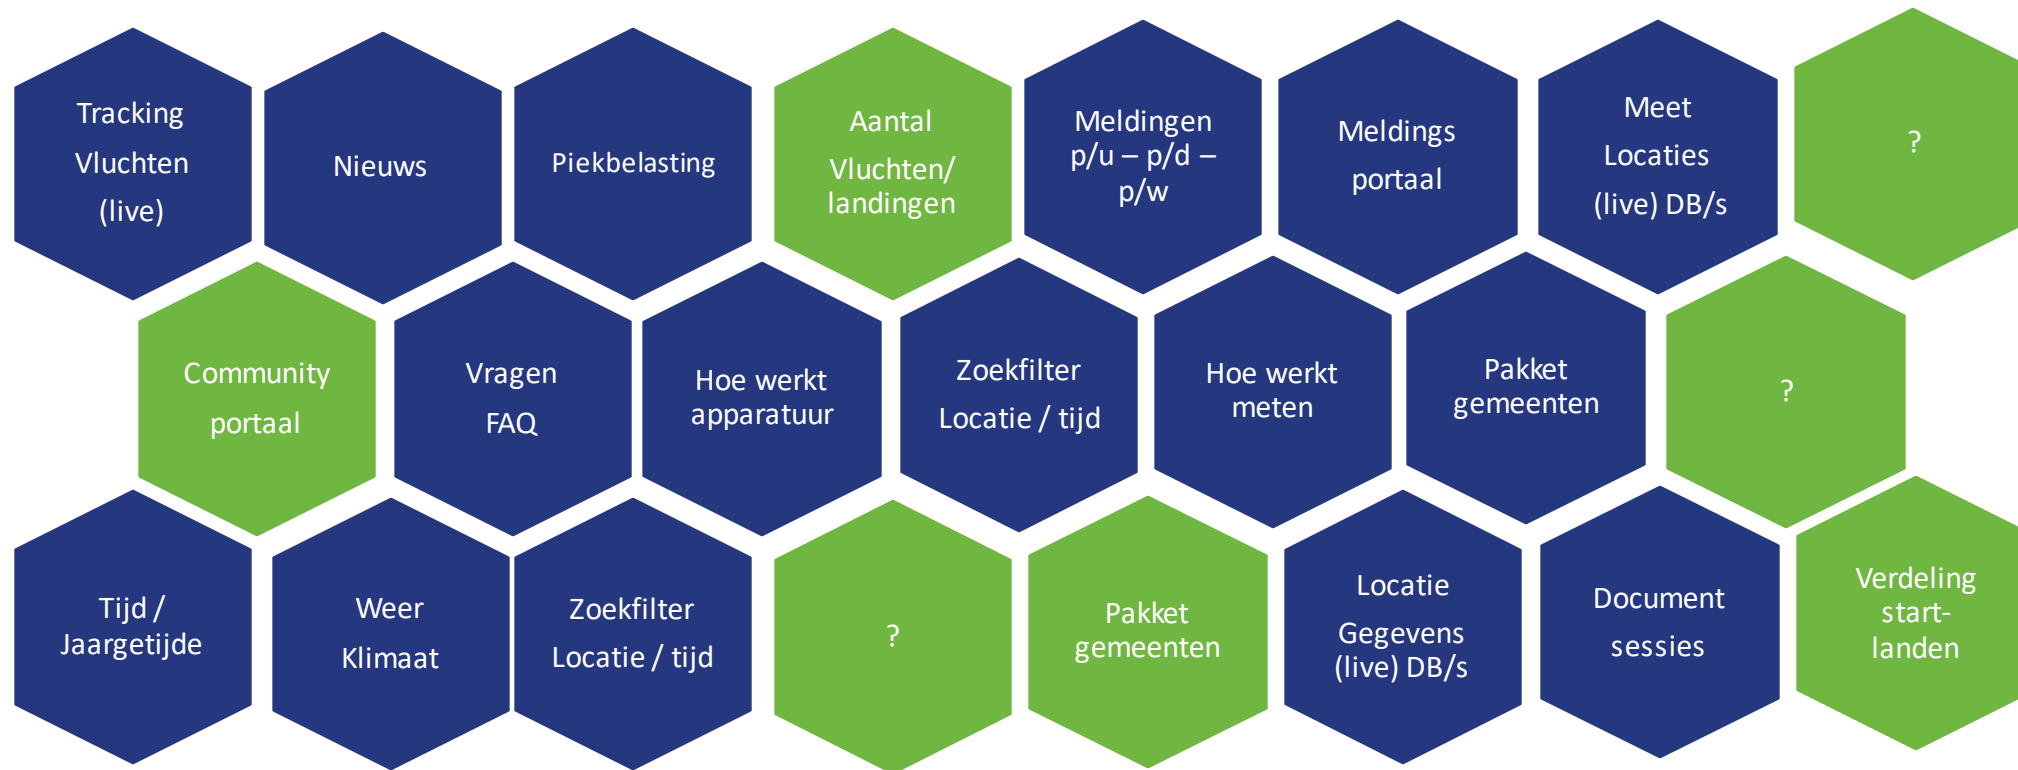 Tracking
Vluchten
(live)
Nieuws
Piekbelasting
Aantal
Vluchten/
landingen
Meldingen
p/u – p/d –
p/w
Meldings
portaal
Meet
Locaties
(live) DB/s
?
Community
portaal
Vragen
FAQ
Hoe werkt
apparatuur
Zoekfilter
Locatie / tijd
Hoe werkt
meten
Pakket
gemeenten
?
Tijd /
Jaargetijde
Weer
Klimaat
Zoekfilter
Locatie / tijd
?
Pakket
gemeenten
Locatie
Gegevens
(live) DB/s
Document
sessies
Verdeling
start-
landen